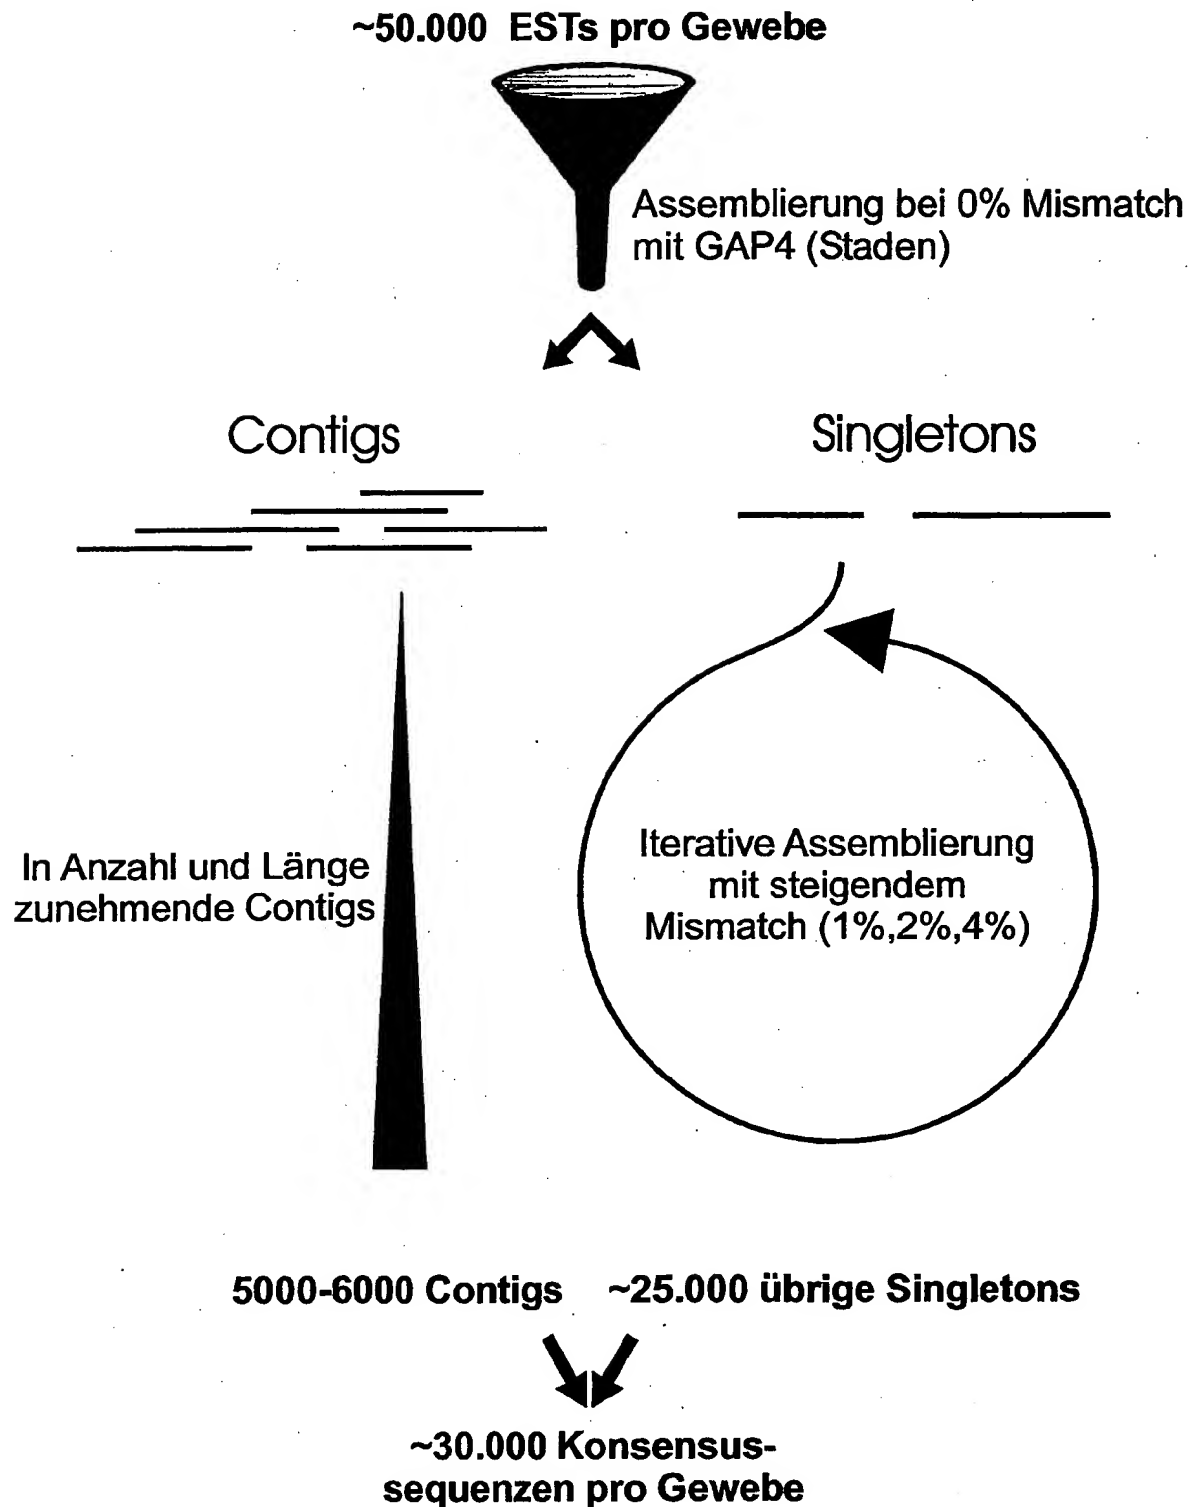 ~50.000 ESTs pro Gewebe
Assemblierung bei 0% Mismatch
mit GAP4 (Staden)
Contigs
Singletons
In Anzahl und Länge
zunehmende Contigs
Iterative Assemblierung
mit steigendem
Mismatch (1%,2%,4%)
5000-6000 Contigs
~25.000 übrige Singletons
~30.000 Konsensus-
sequenzen pro Gewebe